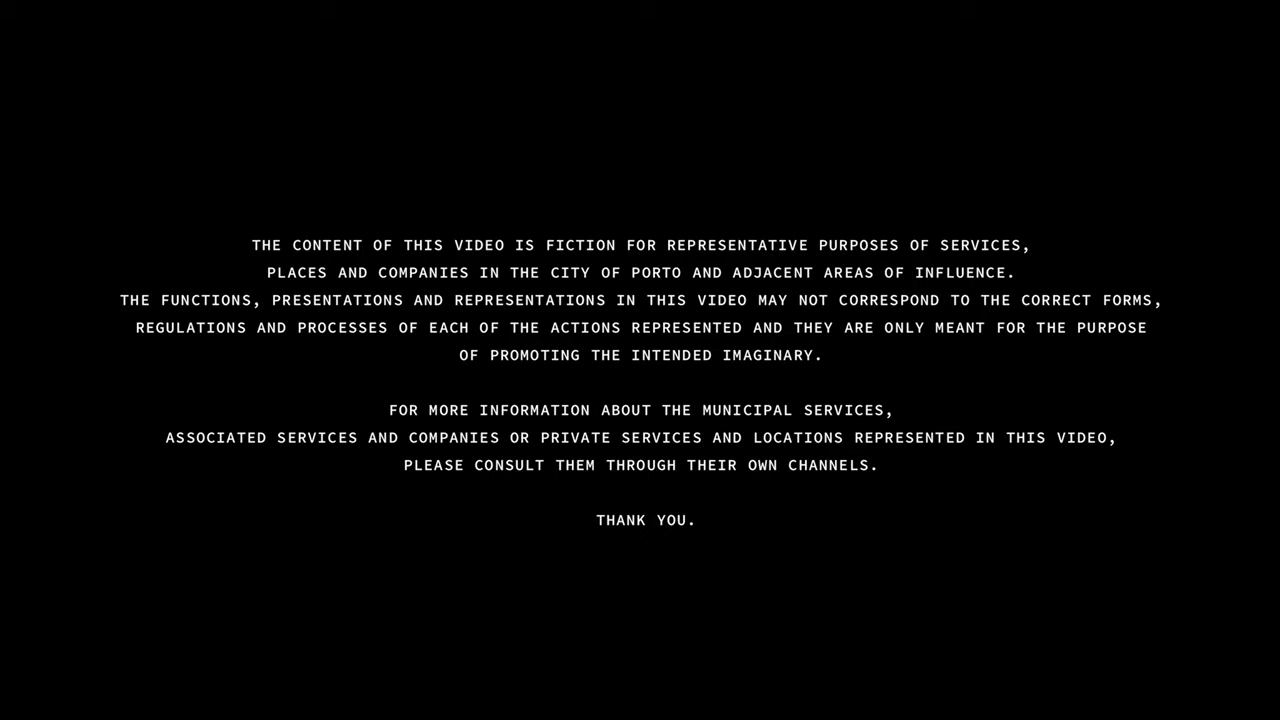 THE CONTENT OF THIS VIDEO IS FICTION FOR REPRESENTATIVE PURPOSES OF SERVICES,
PLACES AND COMPANIES IN THE CITY OF PORTO AND ADJACENT AREAS OF INFLUENCE.
THE FUNCTIONS, PRESENTATIONS AND REPRESENTATIONS IN THIS VIDEO MAY NOT CORRESPOND TO THE CORRECT FORMS,
REGULATIONS AND PROCESSES OF EACH OF THE ACTIONS REPRESENTED AND THEY ARE ONLY MEANT FOR THE PURPOSE
OF PROMOTING THE INTENDED IMAGINARY.
FOR MORE INFORMATION ABOUT THE MUNICIPAL SERVICES,
ASSOCIATED SERVICES AND COMPANIES OR PRIVATE SERVICES AND LOCATIONS REPRESENTED IN THIS VIDEO,
PLEASE CONSULT THEM THROUGH THEIR OWN CHANNELS.
THANK YOU.